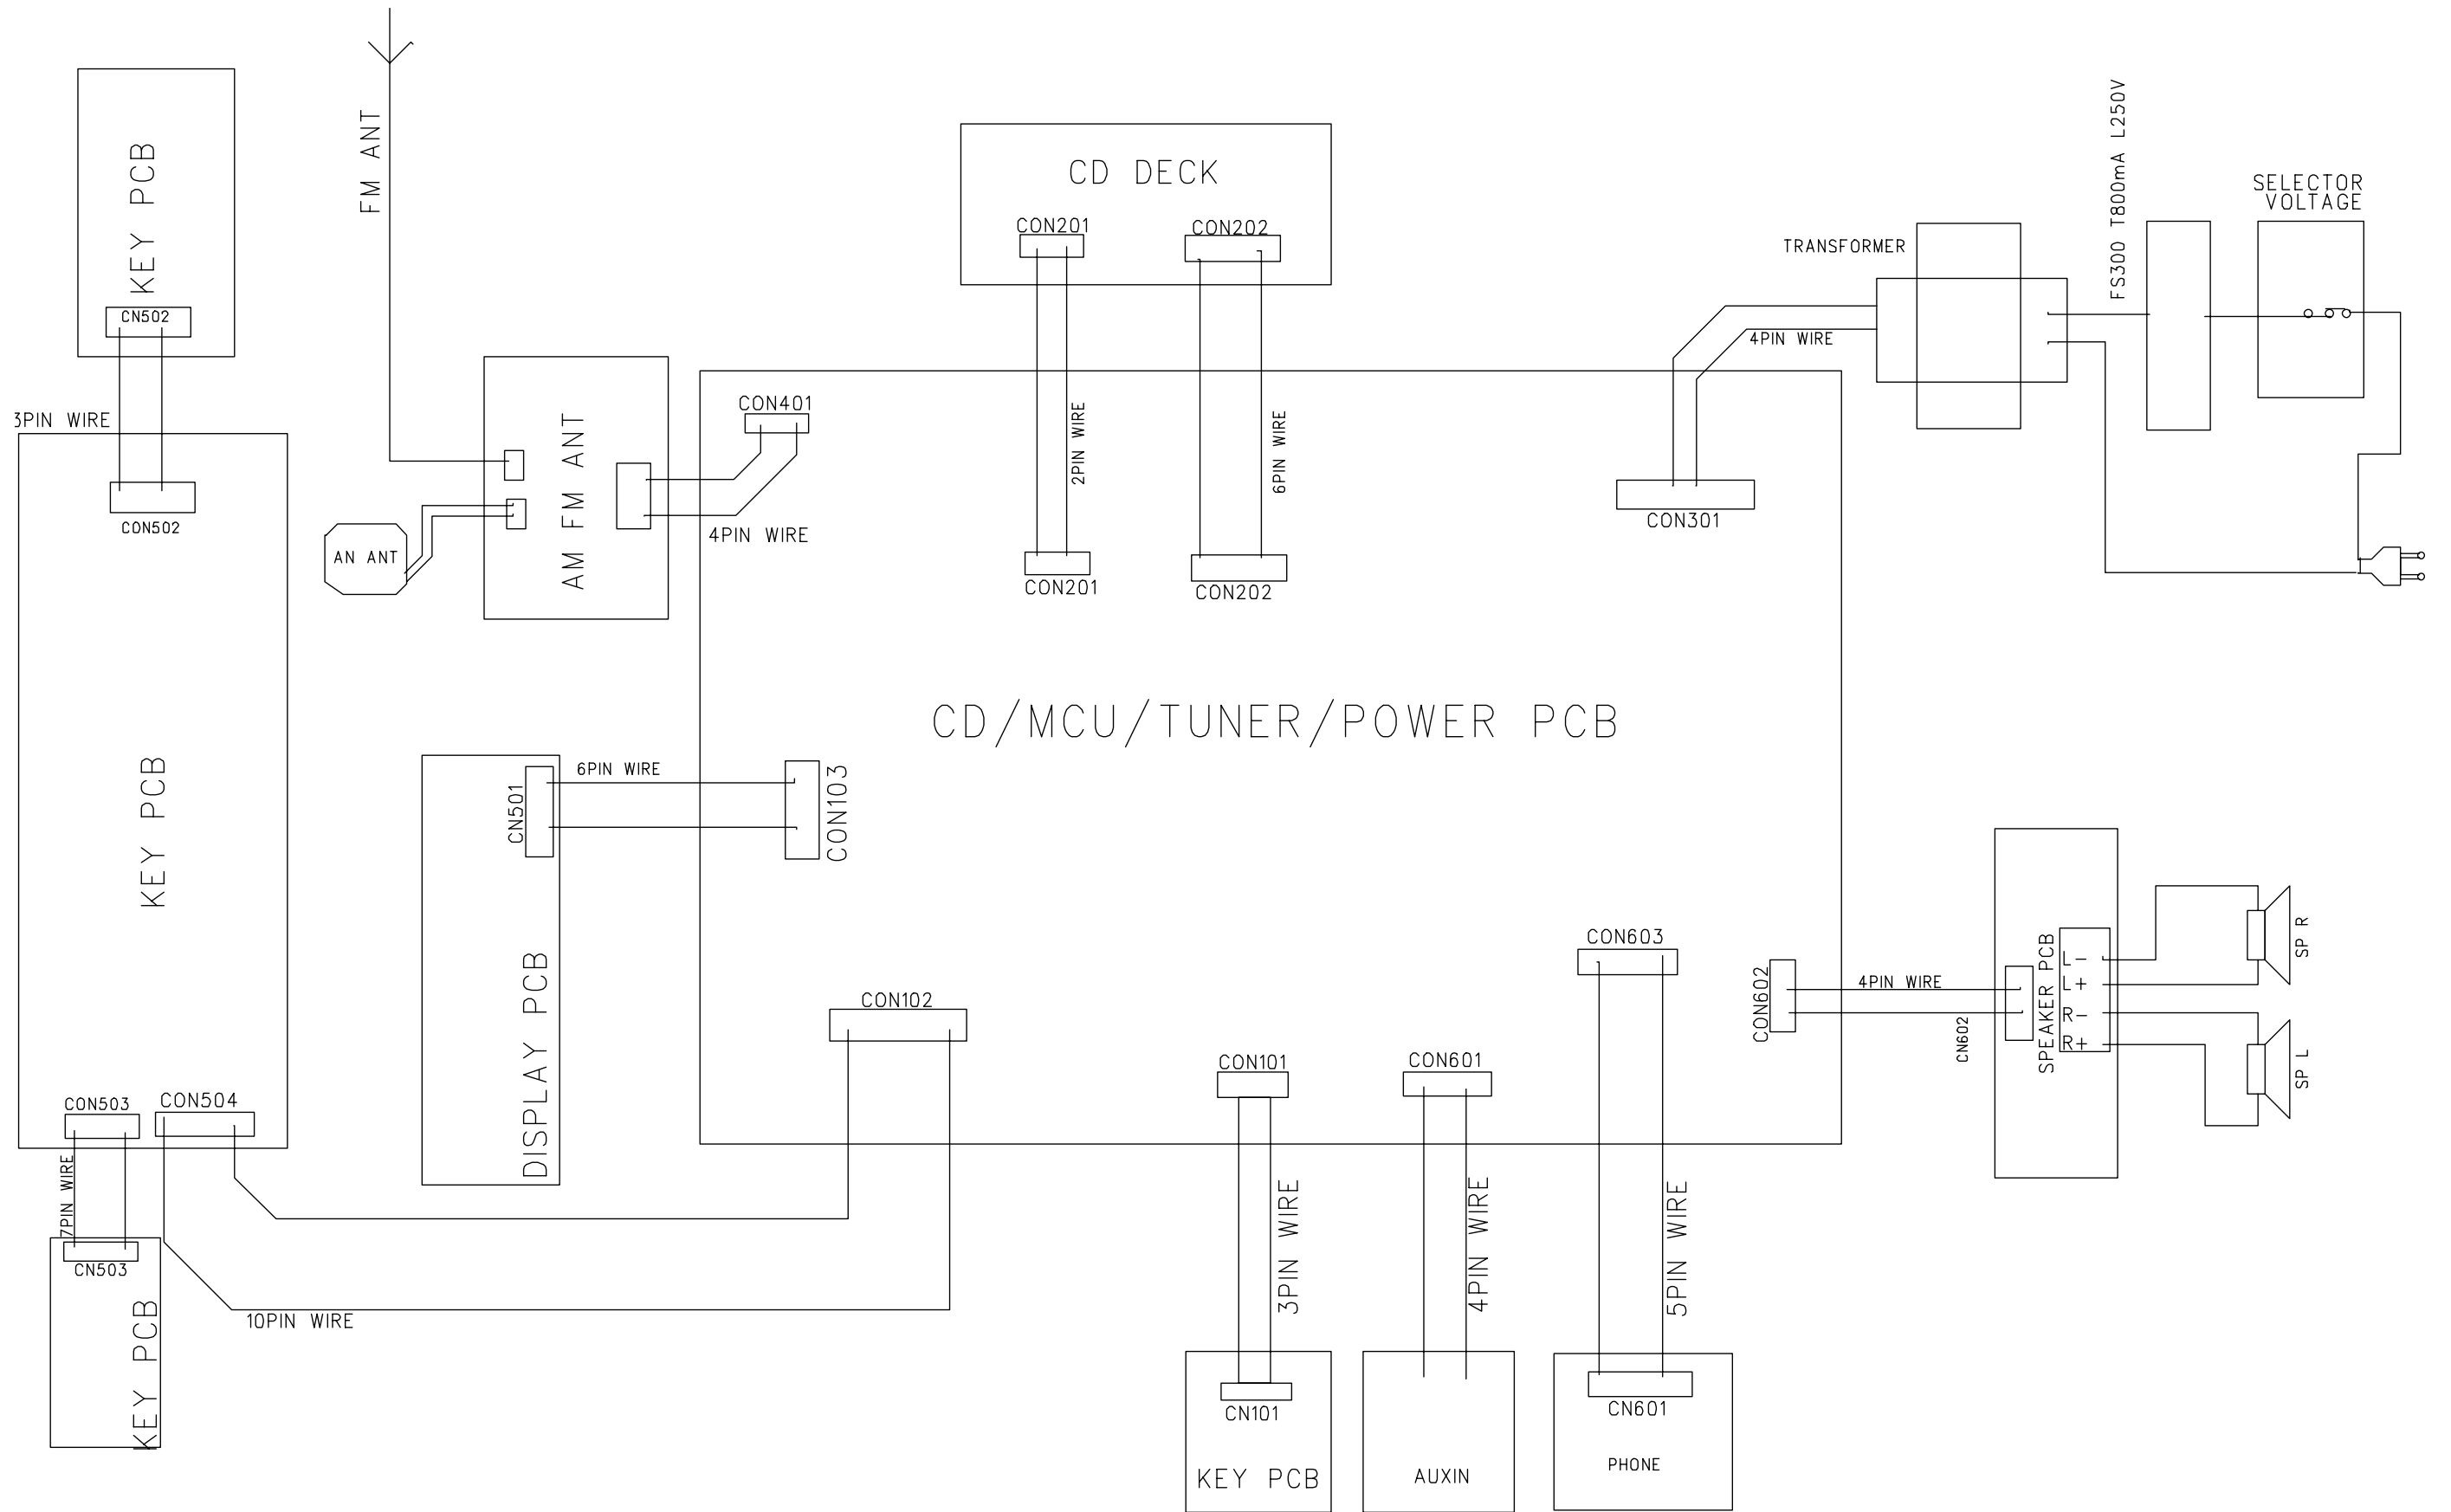 KEY PCB
CN502
3PIN WIRE
CON502
KEY PCB
CON503
CON504
7PIN WIRE
CN503
KEY PCB
10PIN WIRE
FM ANT
AN ANT
AM FM ANT
CON401
4PIN WIRE
CN501
6PIN WIRE
CON103
DISPLAY PCB
CD DECK
CON201
CON202
2PIN WIRE
6PIN WIRE
CON201
CON202
CD/MCU/TUNER/POWER PCB
CON102
CON101
3PIN WIRE
CN101
KEY PCB
CON601
4PIN WIRE
AUXIN
CON603
5PIN WIRE
CN601
PHONE
TRANSFORMER
4PIN WIRE
CON301
FS300 T800mA L250V
SELECTOR
VOLTAGE
CON602
4PIN WIRE
CN602
SPEAKER PCB
L-
L+
R-
R+
SP R
SP L